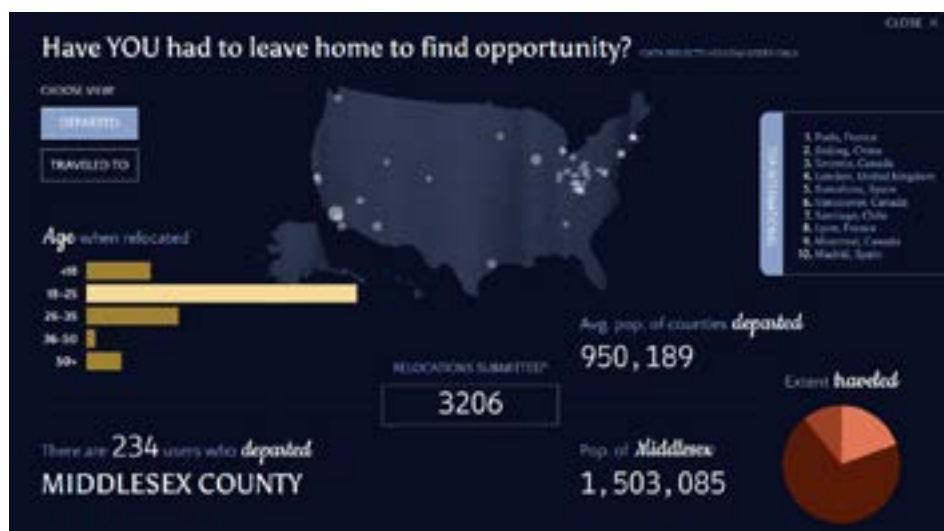 CLOSE ×
Have YOU had to leave home to find opportunity?
CHOOSE VIEW
DEPARTED
TRAVELED TO
TOP INTERNATIONAL
1. Paris, France
2. Beijing, China
3. Toronto, Canada
4. London, United Kingdom
5. Barcelona, Spain
6. Vancouver, Canada
7. Santiago, Chile
8. Lyon, France
9. Montreal, Canada
10. Madrid, Spain
Age when relocated
<18
18-25
26-35
36-50
50+
Avg. pop. of counties departed
950,189
RELOCATIONS SUBMITTED*
3206
Extent traveled
There are 234 users who departed
MIDDLESEX COUNTY
Pop. of Middlesex
1,503,085